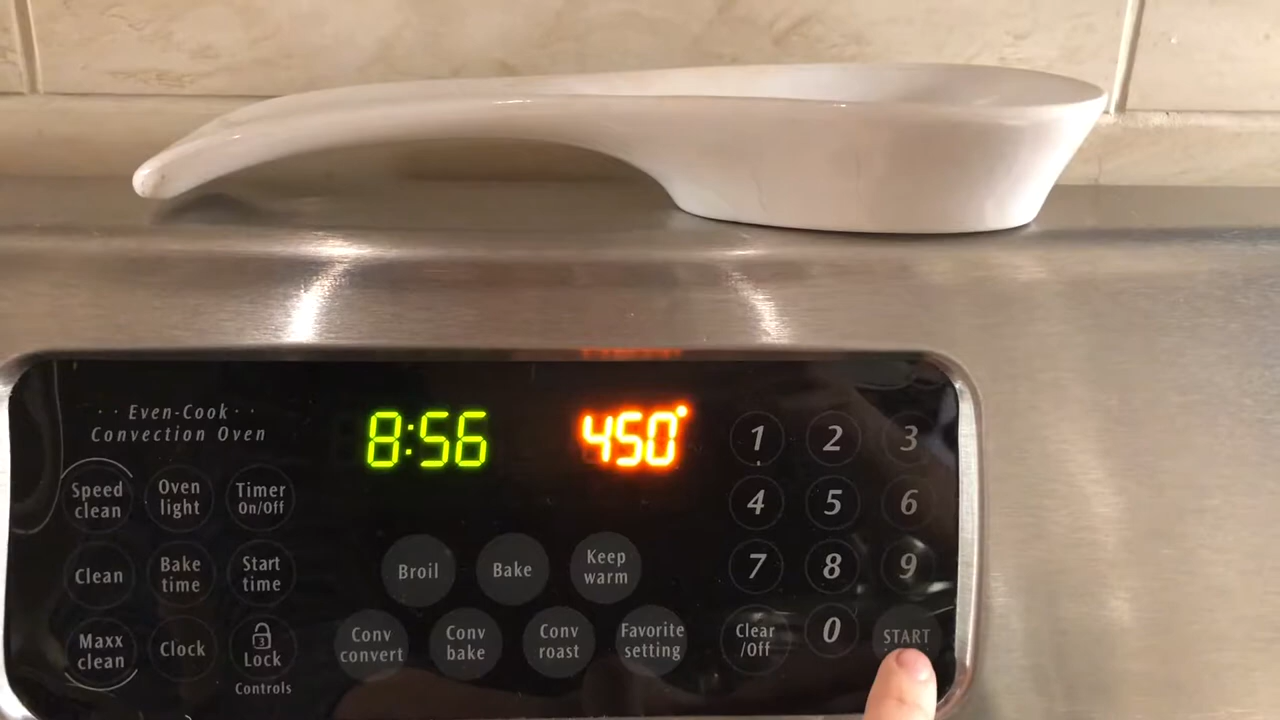 ·· Even-Cook ··
Convection Oven
8:56
450°
Speed
clean
Oven
light
Timer
On/Off
Clean
Bake
time
Start
time
Maxx
clean
Clock
3
Lock
Controls
Broil
Bake
Keep
warm
Conv
convert
Conv
bake
Conv
roast
Favorite
setting
1
2
3
4
5
6
7
8
9
Clear
/Off
0
START